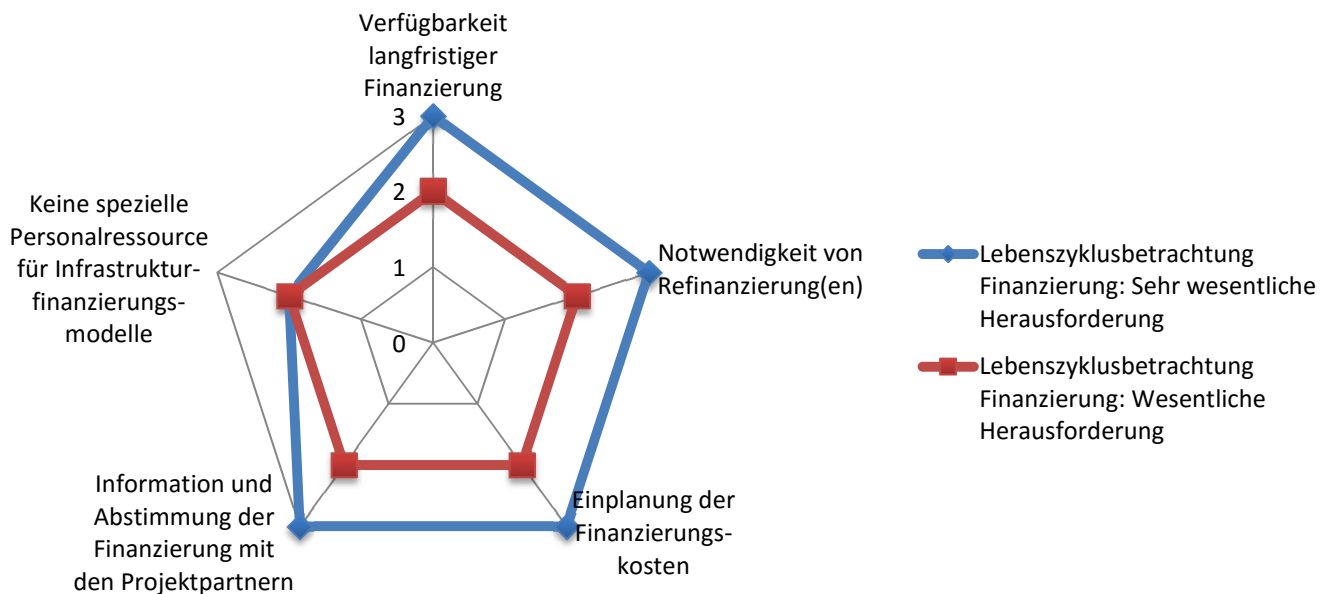 Verfügbarkeit
langfristiger
Finanzierung
3
2
1
0
Notwendigkeit von
Refinanzierung(en)
Einplanung der
Finanzierungs-
kosten
Information und
Abstimmung der
Finanzierung mit
den Projektpartnern
Keine spezielle
Personalressource
für Infrastruktur-
finanzierungs-
modelle
Lebenszyklusbetrachtung
Finanzierung: Sehr wesentliche
Herausforderung
Lebenszyklusbetrachtung
Finanzierung: Wesentliche
Herausforderung